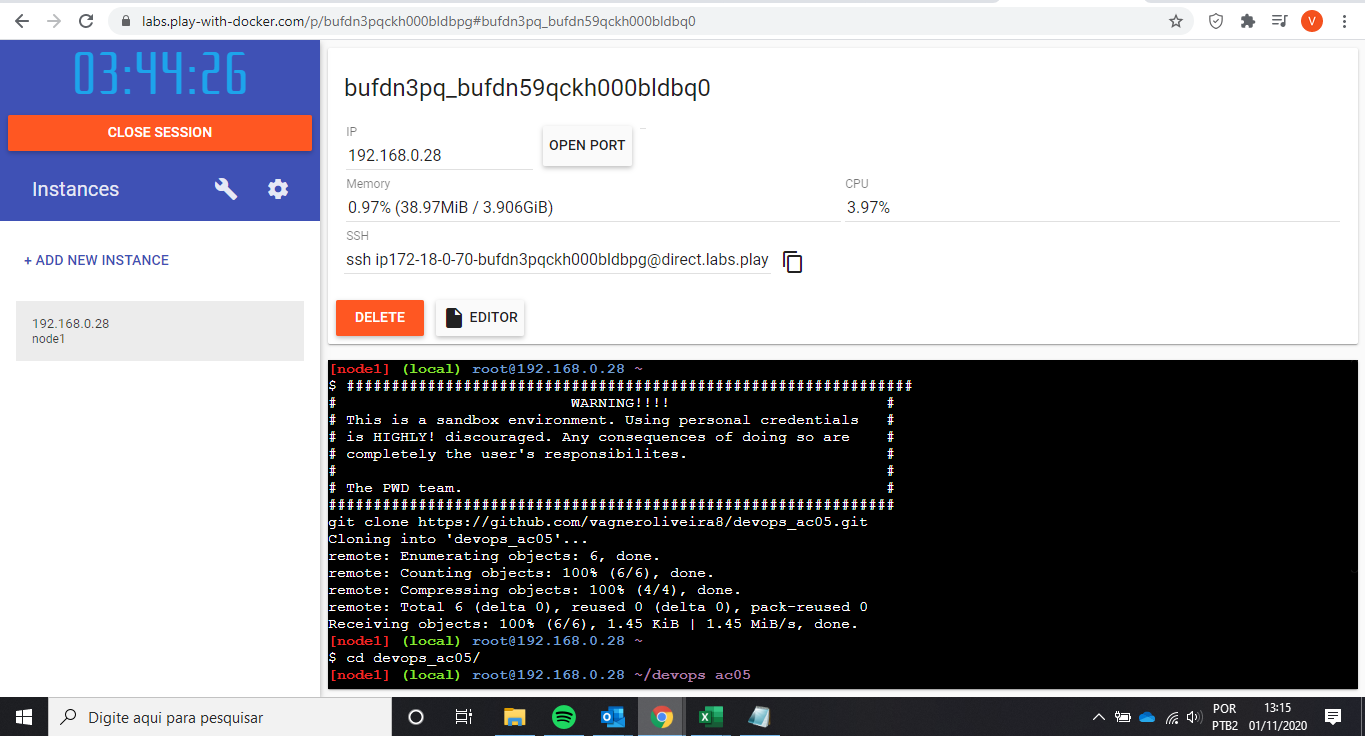 labs.play-with-docker.com/p/bufdn3pqckh000bldbpg#bufdn3pq_bufdn59qckh000bldbq0
V
03:44:26
CLOSE SESSION
Instances
+ ADD NEW INSTANCE
192.168.0.28
node1
bufdn3pq_bufdn59qckh000bldbq0
IP
192.168.0.28
OPEN PORT
Memory
0.97% (38.97MiB / 3.906GiB)
CPU
3.97%
SSH
ssh ip172-18-0-70-bufdn3pqckh000bldbpg@direct.labs.play
DELETE
EDITOR
[node1] (local) root@192.168.0.28 ~
$ ###############################################################
# WARNING!!!! #
# This is a sandbox environment. Using personal credentials #
# is HIGHLY! discouraged. Any consequences of doing so are #
# completely the user's responsibilites. #
# #
# The PWD team. #
###############################################################
git clone https://github.com/vagneroliveira8/devops_ac05.git
Cloning into 'devops_ac05'...
remote: Enumerating objects: 6, done.
remote: Counting objects: 100% (6/6), done.
remote: Compressing objects: 100% (4/4), done.
remote: Total 6 (delta 0), reused 0 (delta 0), pack-reused 0
Receiving objects: 100% (6/6), 1.45 KiB | 1.45 MiB/s, done.
[node1] (local) root@192.168.0.28 ~
$ cd devops_ac05/
[node1] (local) root@192.168.0.28 ~/devops ac05
Digite aqui para pesquisar
POR
PTB2
13:15
01/11/2020